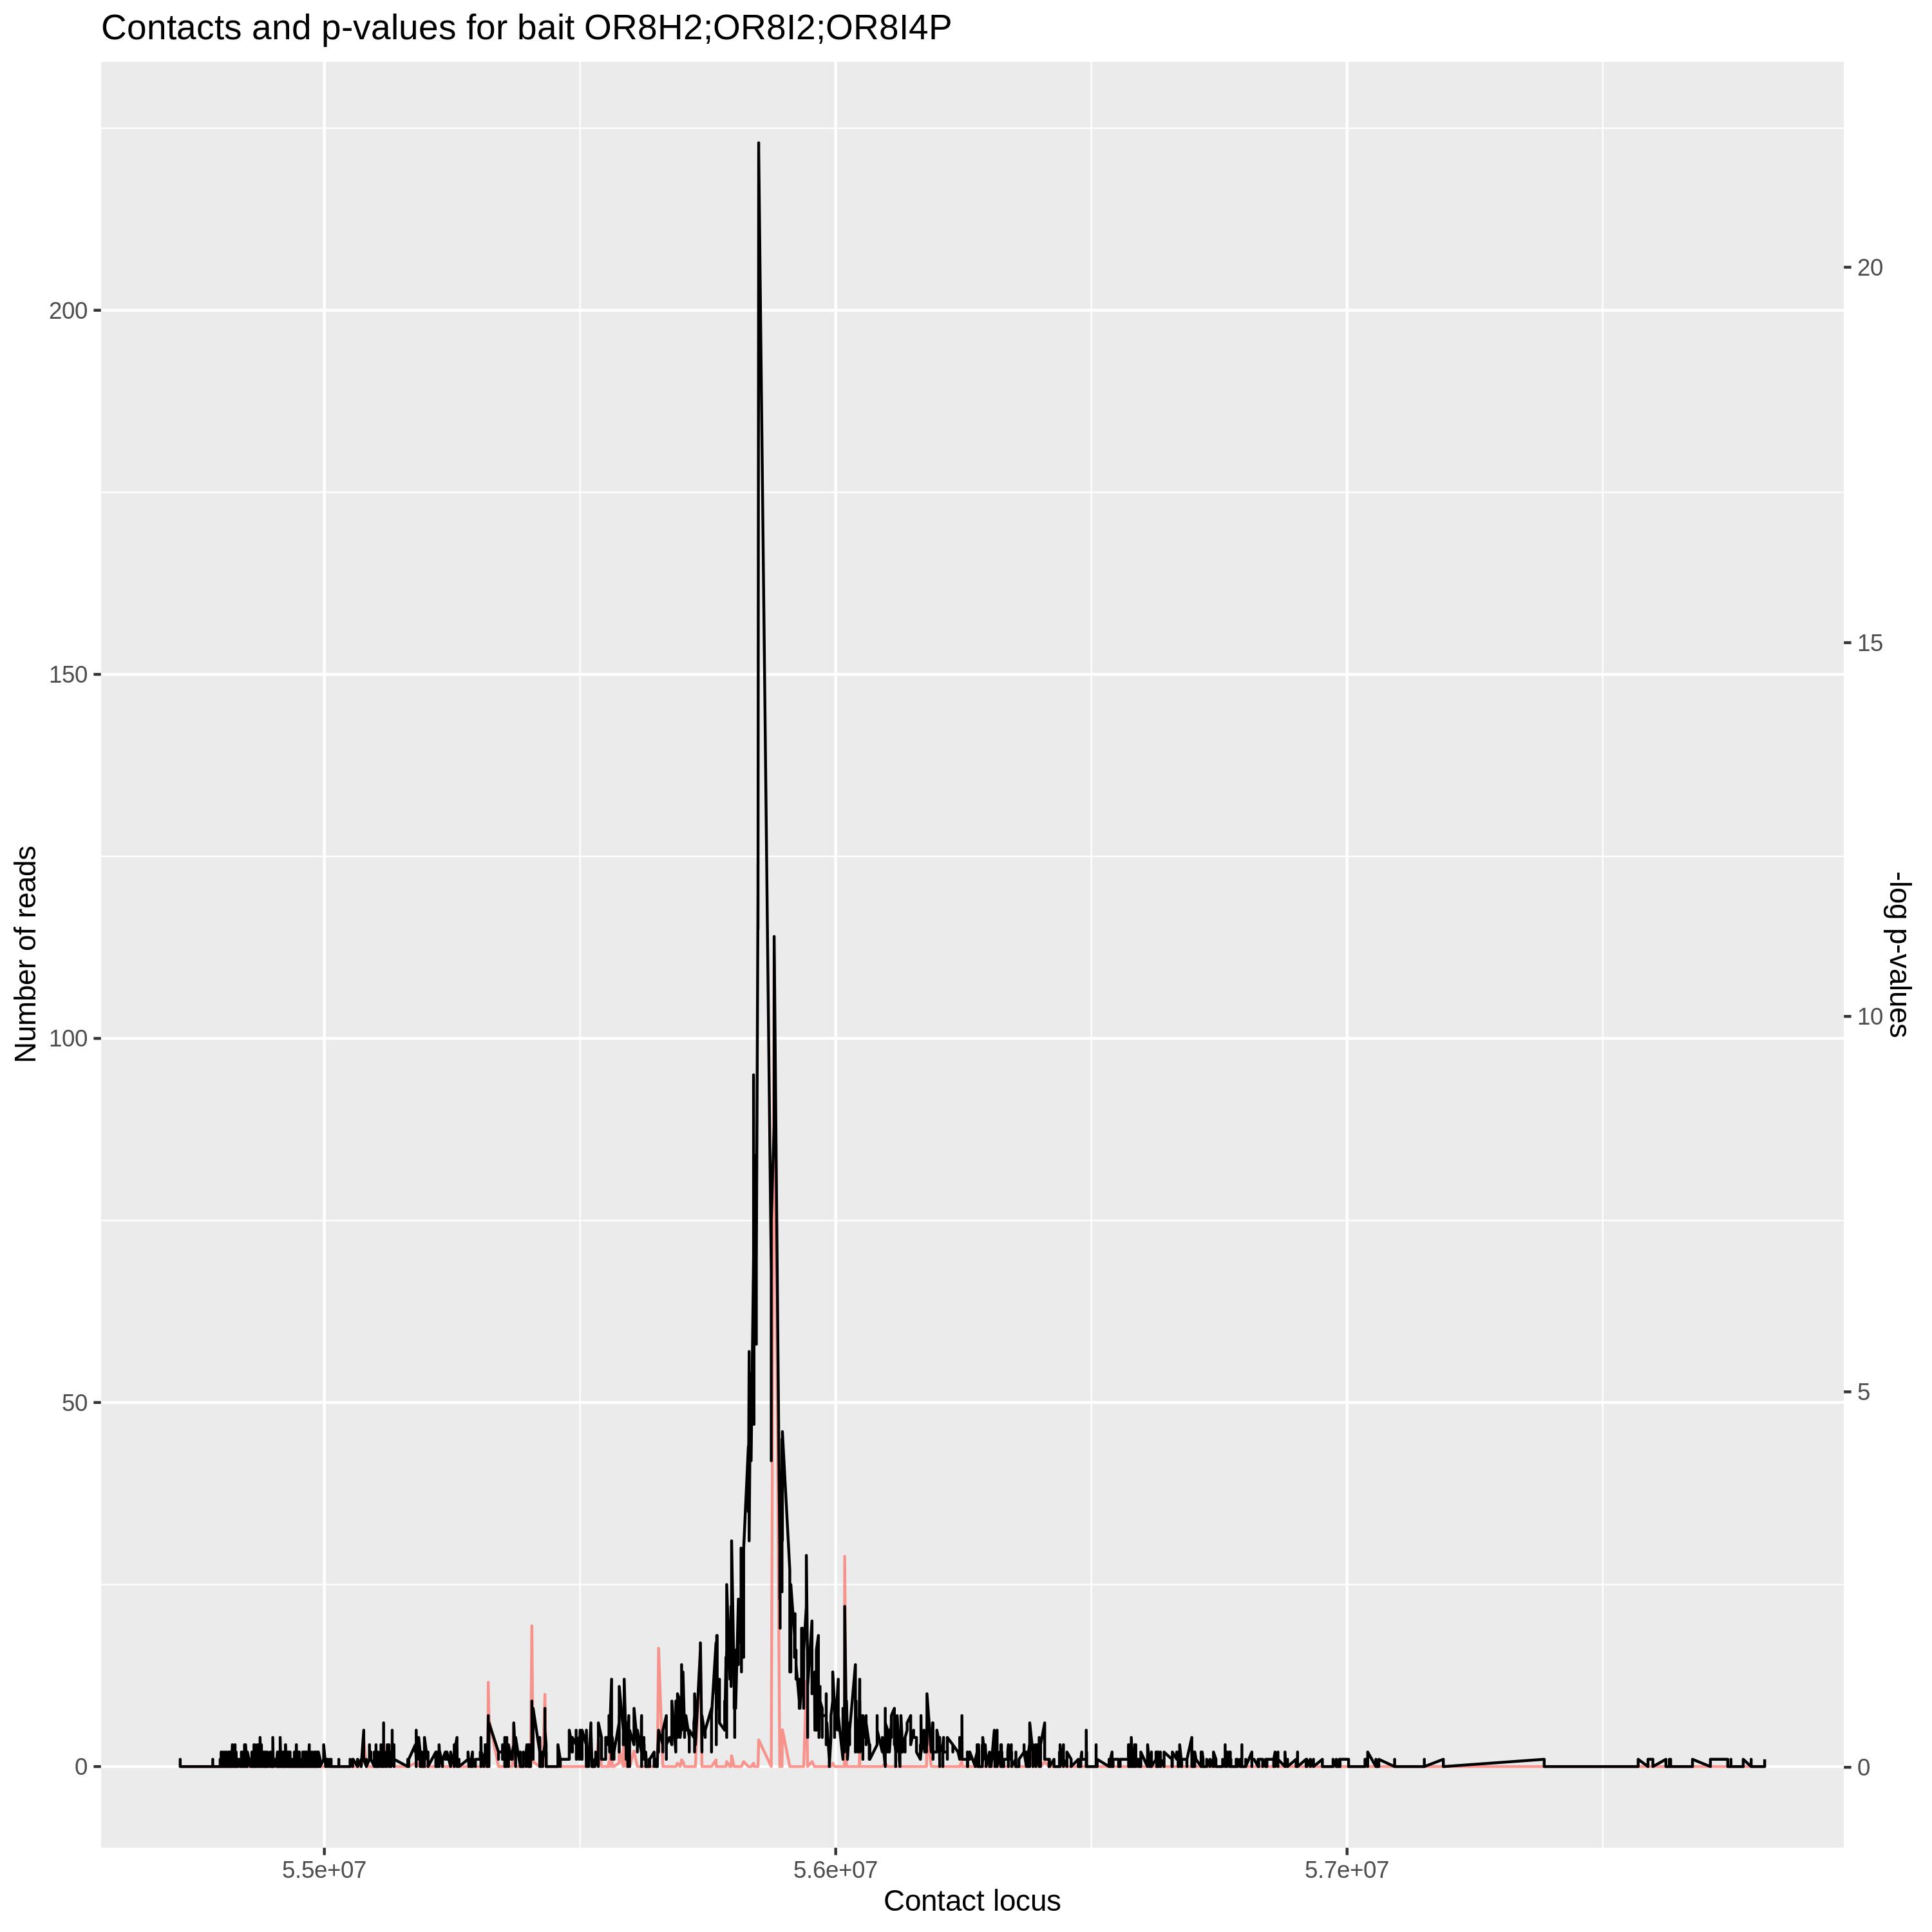 Contacts and p-values for bait OR8H2;OR8I2;OR8I4P
Number of reads
200
150
100
50
0
20
15
10
5
0
-log p-values
5.5e+07
5.6e+07
5.7e+07
Contact locus